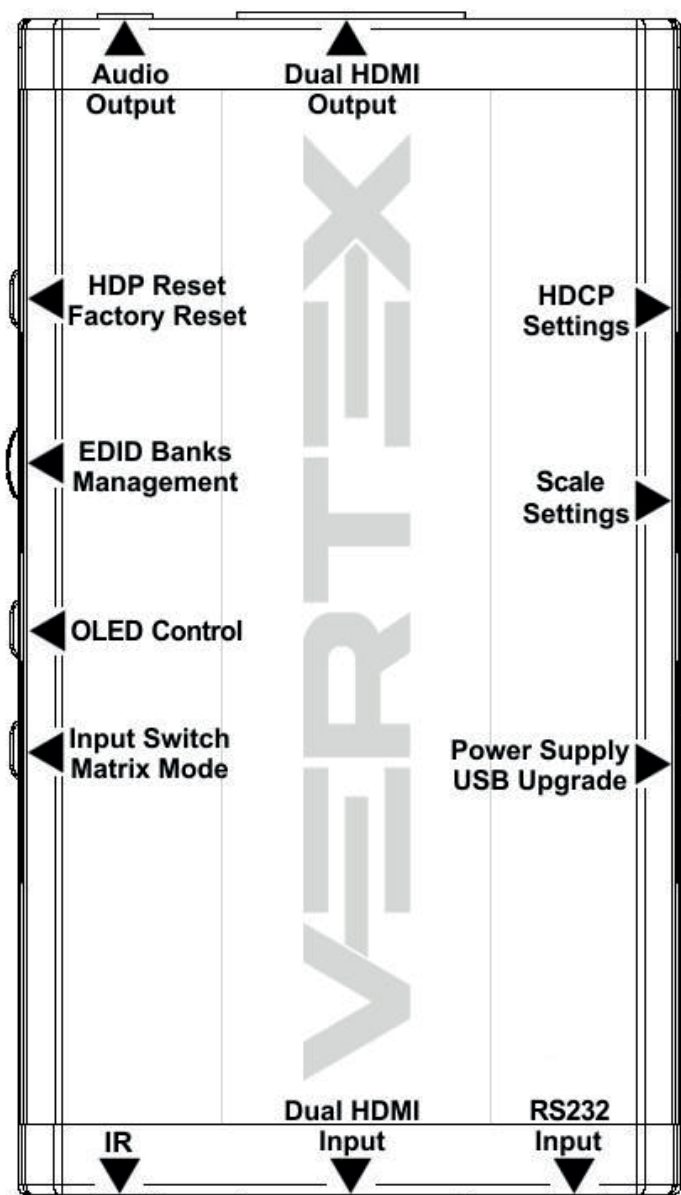 Audio
Output
Dual HDMI
Output
HDP Reset
Factory Reset
HDCP
Settings
EDID Banks
Management
Scale
Settings
OLED Control
Input Switch
Matrix Mode
Power Supply
USB Upgrade
VERTEX
IR
Dual HDMI
Input
RS232
Input